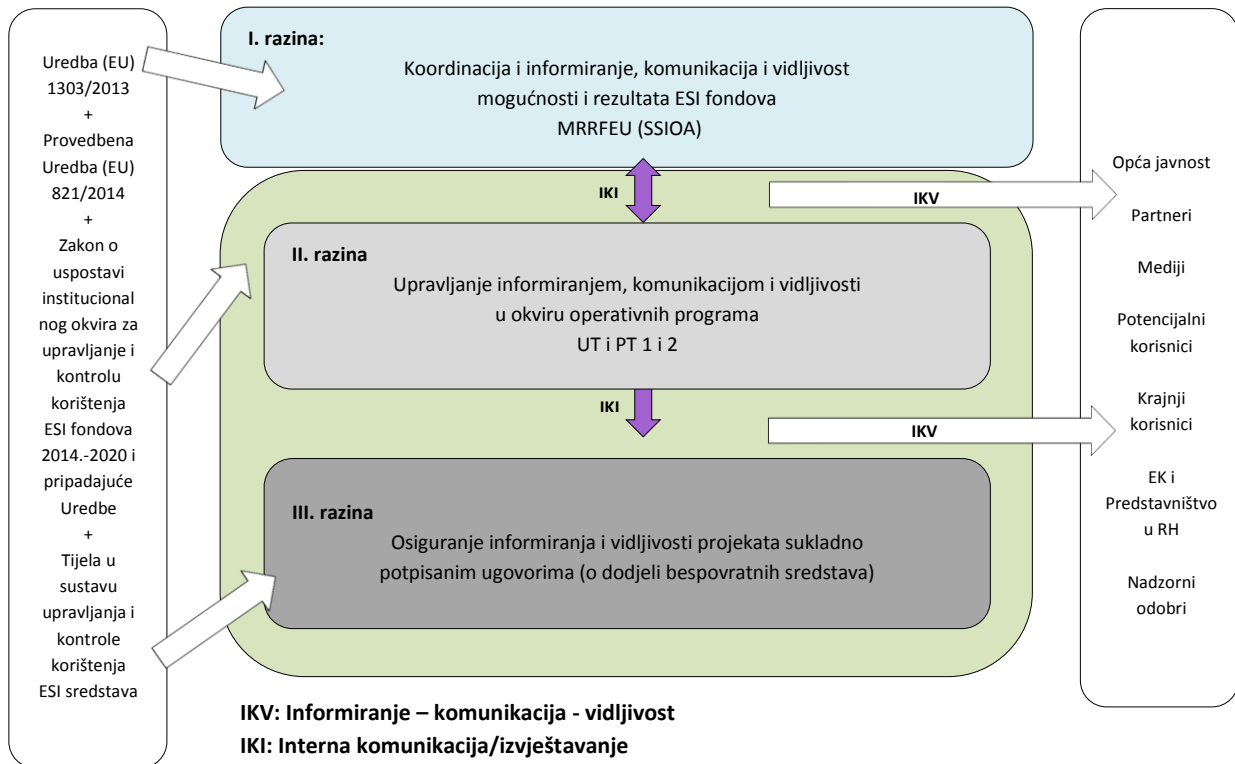 Uredba (EU)
1303/2013
+
Provedbena
Uredba (EU)
821/2014
+
Zakon o
uspostavi
institucional
nog okvira za
upravljanje i
kontrolu
korištenja
ESI fondova
2014.-2020 i
pripadajuće
Uredbe
+
Tijela u
sustavu
upravljanja i
kontrole
korištenja
ESI sredstava
I. razina:
Koordinacija i informiranje, komunikacija i vidljivost
mogućnosti i rezultata ESI fondova
MRRFEU (SSIOA)
IKI
IKV
II. razina
Upravljanje informiranjem, komunikacijom i vidljivosti
u okviru operativnih programa
UT i PT 1 i 2
IKI
IKV
III. razina
Osiguranje informiranja i vidljivosti projekata sukladno
potpisanim ugovorima (o dodjeli bespovratnih sredstava)
Opća javnost
Partneri
Mediji
Potencijalni
korisnici
Krajnji
korisnici
EK i
Predstavništvo
u RH
Nadzorni
odobri
IKV: Informiranje – komunikacija - vidljivost
IKI: Interna komunikacija/izvještavanje